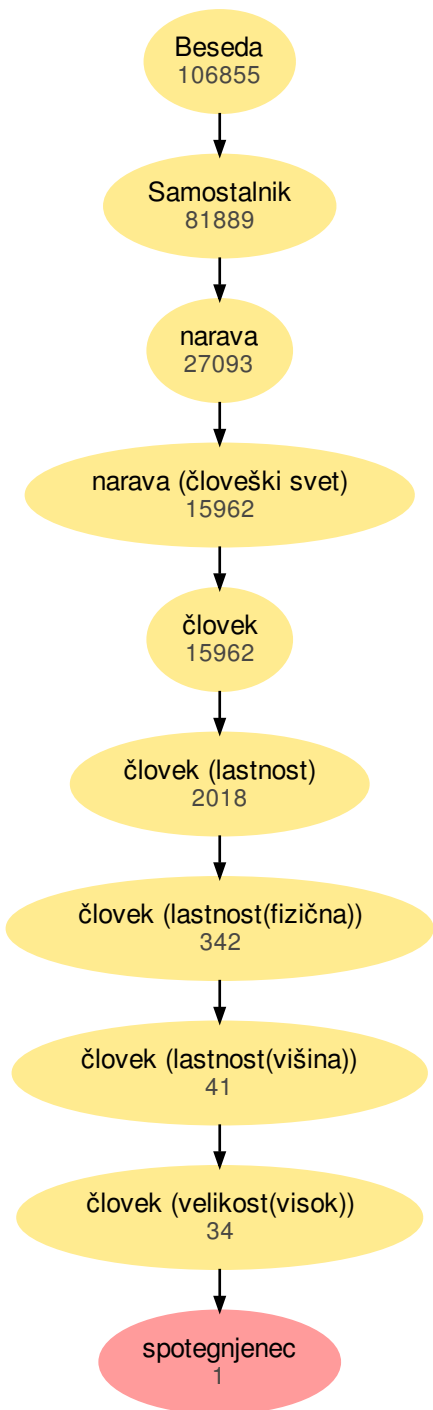 Beseda
106855
Samostalnik
81889
narava
27093
narava (človeški svet)
15962
človek
15962
človek (lastnost)
2018
človek (lastnost(fizična))
342
človek (lastnost(višina))
41
človek (velikost(visok))
34
spotegnjenec
1